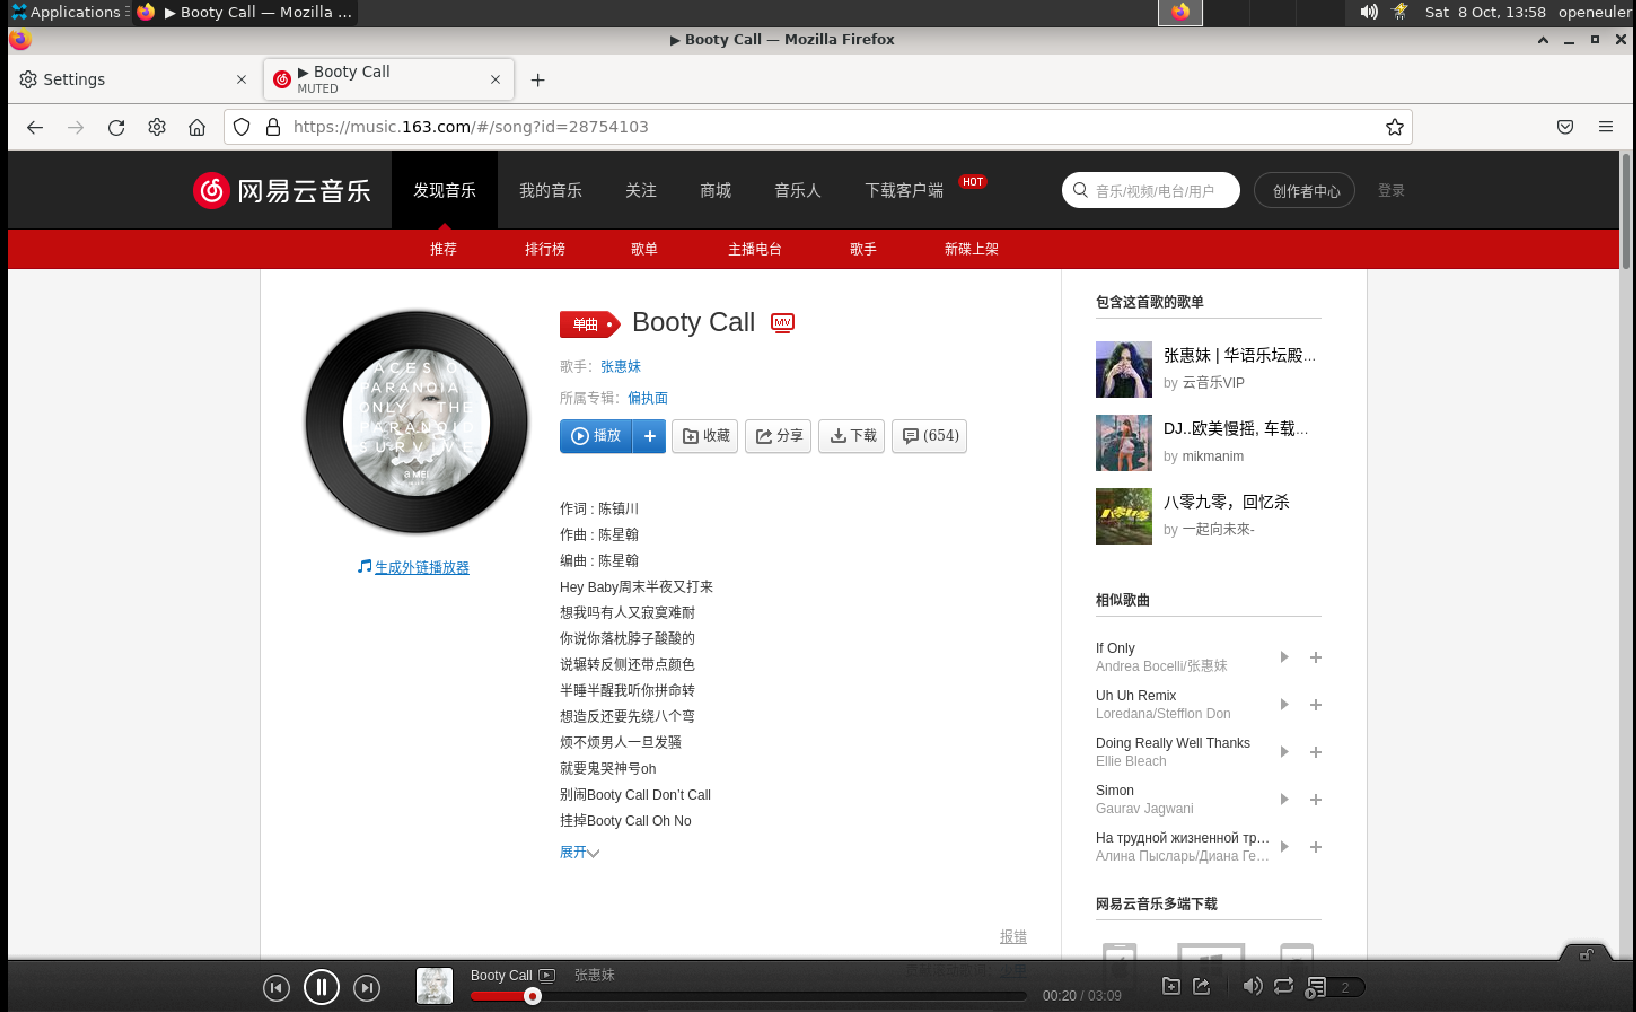 Applications
▶ Booty Call — Mozilla ...
Sat 8 Oct, 13:58
openeuler
▶ Booty Call — Mozilla Firefox
Settings
▶ Booty Call
MUTED
https://music.163.com/#/song?id=28754103
网易云音乐
发现音乐
我的音乐
关注
商城
音乐人
下载客户端
HOT
音乐/视频/电台/用户
创作者中心
登录
推荐
排行榜
歌单
主播电台
歌手
新碟上架
单曲
Booty Call
MV
歌手：张惠妹
所属专辑：偏执面
播放
收藏
分享
下载
(654)
PARANOIA
ONLY THE
PARANOID
SURVIVE
aMEI
生成外链播放器
作词 : 陈镇川
作曲 : 陈星翰
编曲 : 陈星翰
Hey Baby周末半夜又打来
想我吗有人又寂寞难耐
你说你落枕脖子酸酸的
说辗转反侧还带点颜色
半睡半醒我听你拼命转
想造反还要先绕八个弯
烦不烦男人一旦发骚
就要鬼哭神号oh
别闹Booty Call Don't Call
挂掉Booty Call Oh No
展开
报错
包含这首歌的歌单
张惠妹 | 华语乐坛殿...
by 云音乐VIP
DJ..欧美慢摇, 车载...
by mikmanim
八零九零，回忆杀
by 一起向未來-
相似歌曲
If Only
Andrea Bocelli/张惠妹
Uh Uh Remix
Loredana/Stefflon Don
Doing Really Well Thanks
Ellie Bleach
Simon
Gaurav Jagwani
На трудной жизненной тр...
Алина Пысларь/Диана Ге...
网易云音乐多端下载
Booty Call
张惠妹
00:20 / 03:09
2